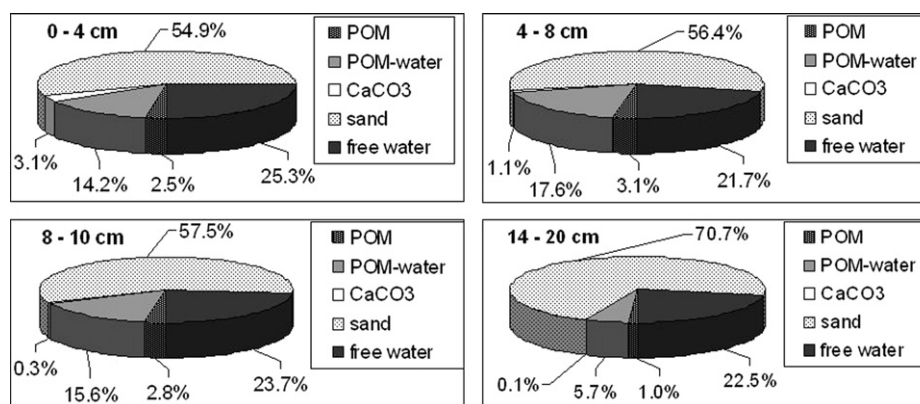 0 - 4 cm
54.9%
3.1%
14.2%
2.5%
25.3%
POM
POM-water
CaCO3
sand
free water
4 - 8 cm
56.4%
1.1%
17.6%
3.1%
21.7%
POM
POM-water
CaCO3
sand
free water
8 - 10 cm
57.5%
0.3%
15.6%
2.8%
23.7%
POM
POM-water
CaCO3
sand
free water
14 - 20 cm
70.7%
0.1%
5.7%
1.0%
22.5%
POM
POM-water
CaCO3
sand
free water